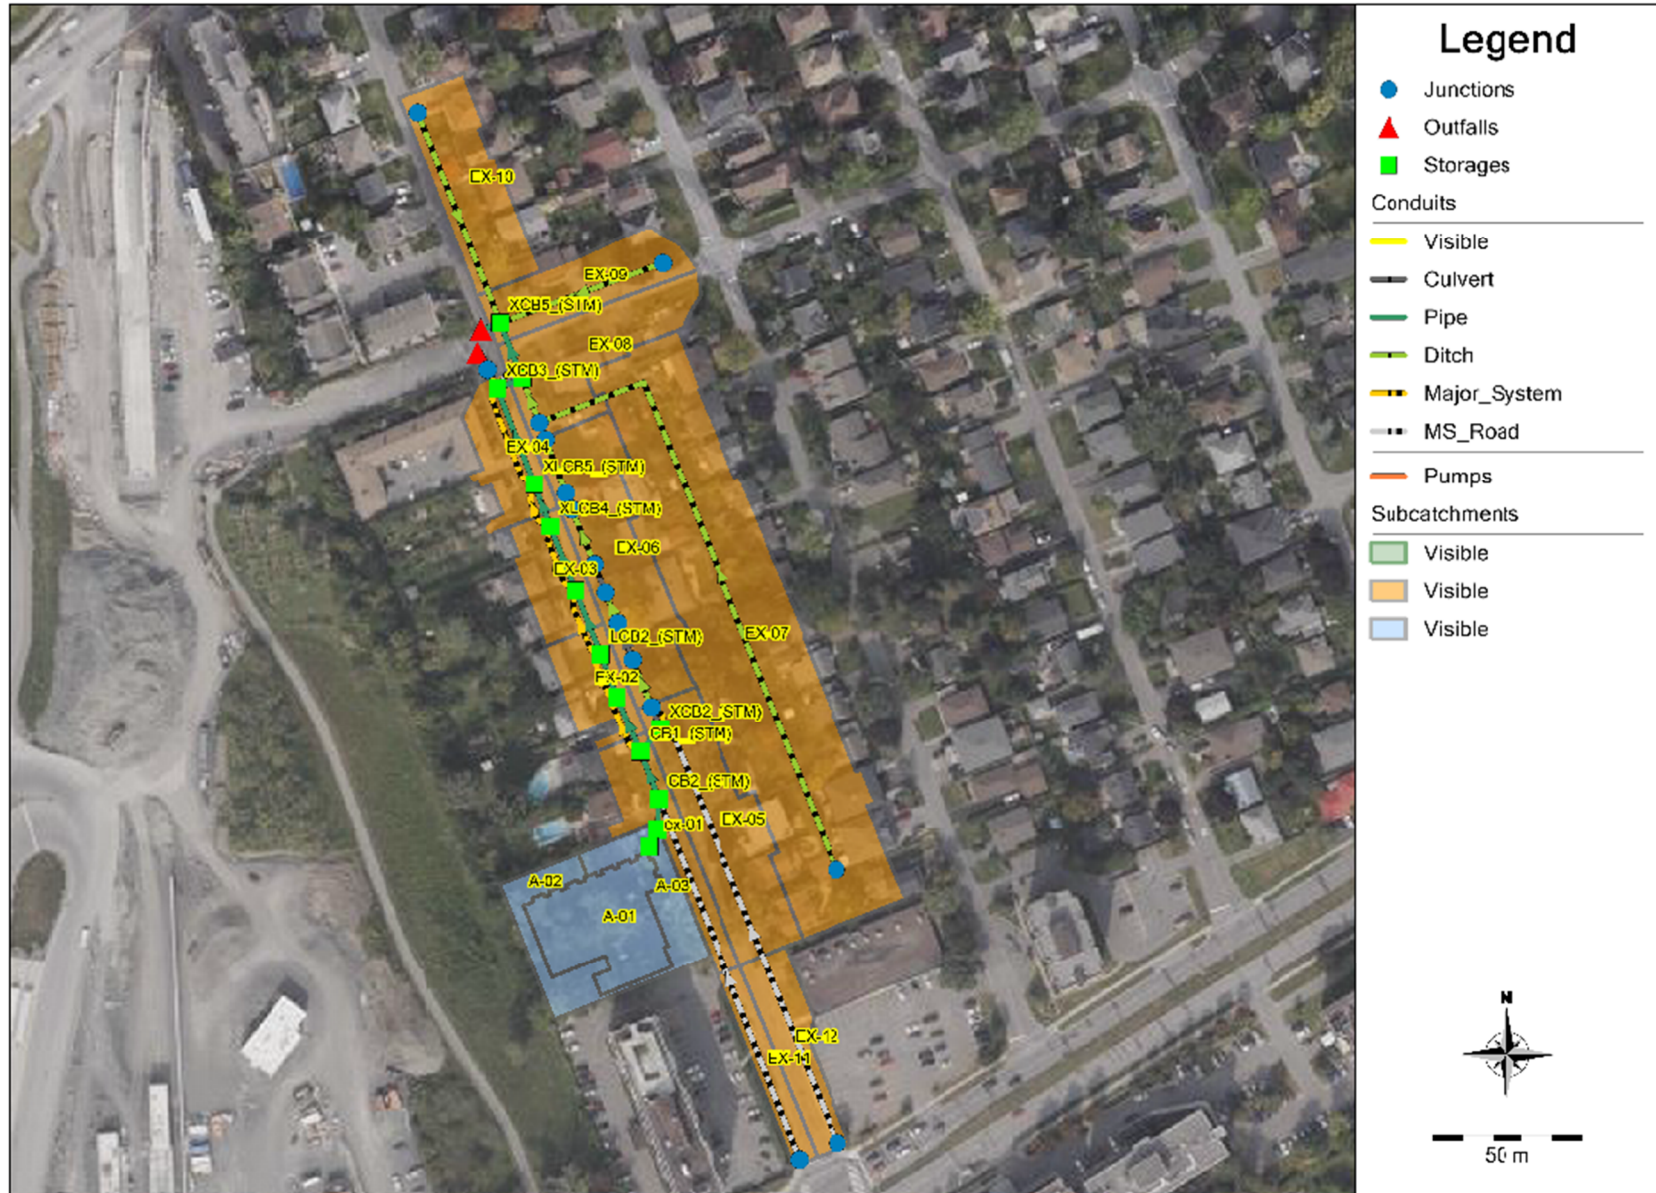 Legend
Junctions
Outfalls
Storages
Conduits
Visible
Culvert
Pipe
Ditch
Major_System
MS_Road
Pumps
Subcatchments
Visible
Visible
Visible
N
50 m
EX-10
EX-09
XCB5_(STM)
EX-08
XCB3_(STM)
EX-04
XLCB5_(STM)
XLCB4_(STM)
EX-06
EX-03
EX-07
LCB2_(STM)
EX-02
XCB2_(STM)
CB1_(STM)
CB2_(STM)
EX-05
ex-01
A-02
A-03
A-01
EX-12
EX-11